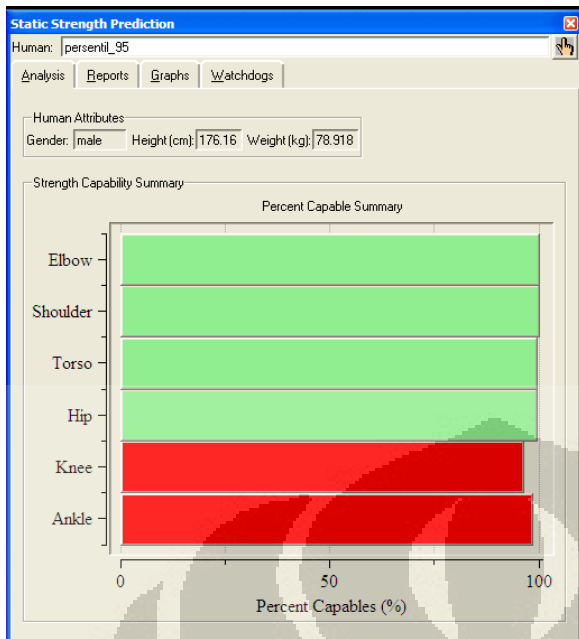 Static Strength Prediction
Human: persentil_95
Analysis Reports Graphs Watchdogs
Human Attributes
Gender: male Height (cm): 176.16 Weight (kg): 78.918
Strength Capability Summary
Percent Capable Summary
Elbow
Shoulder
Torso
Hip
Knee
Ankle
0 50 100
Percent Capables (%)